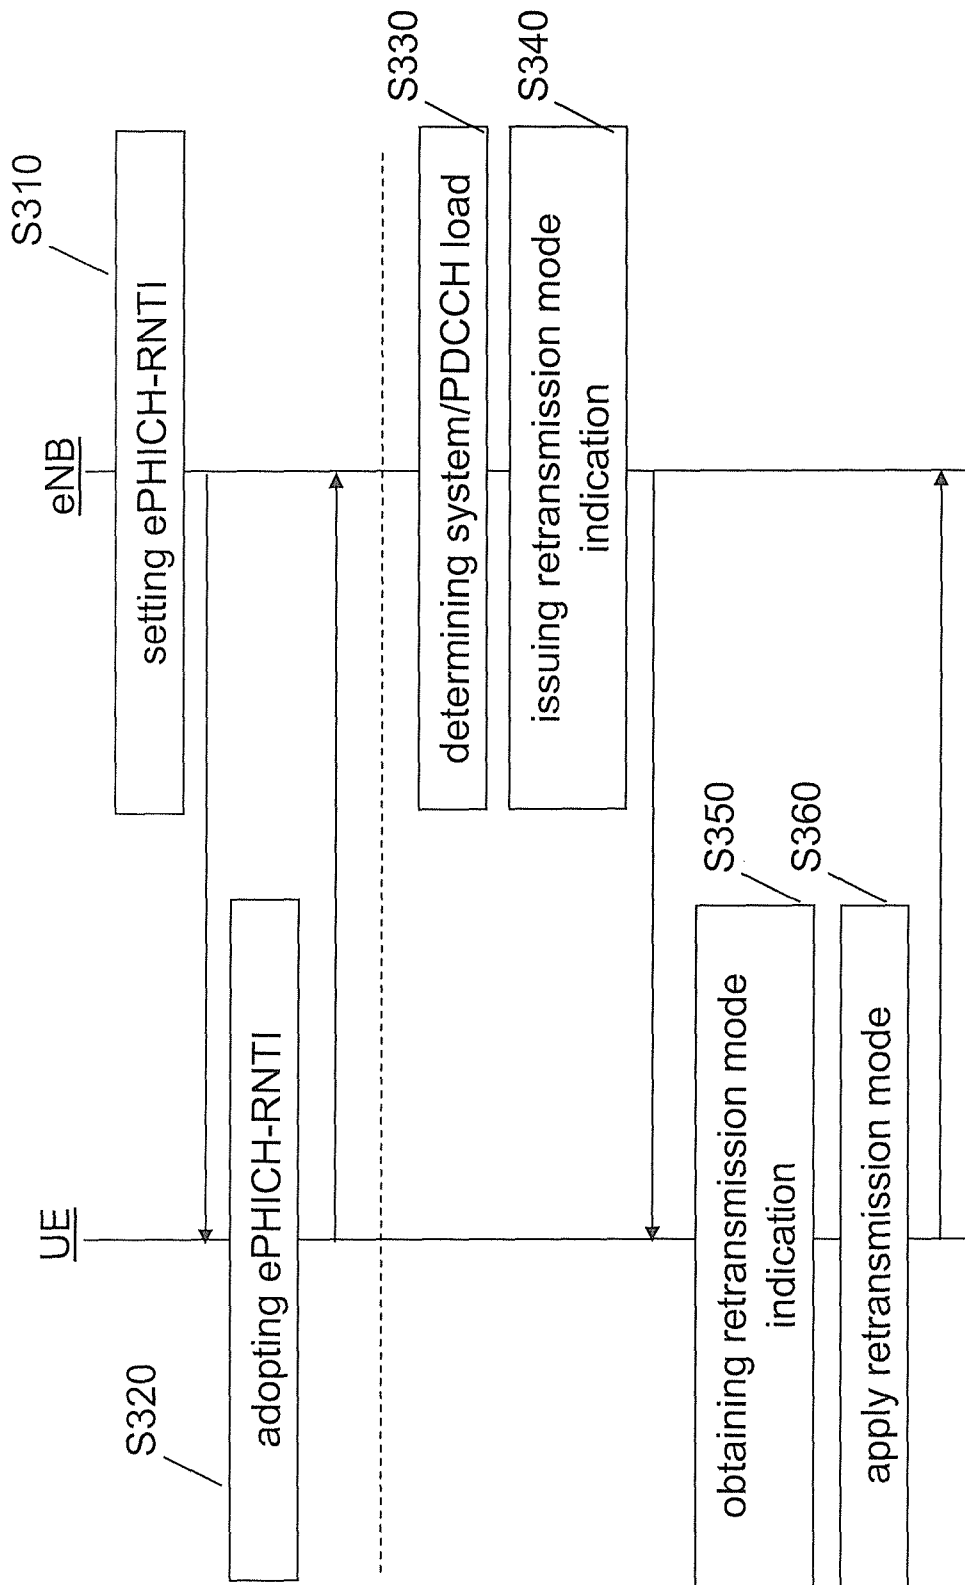 UE
eNB
S310
setting ePHICH-RNTI
S320
adopting ePHICH-RNTI
S330
determining system/PDCCH load
S340
issuing retransmission mode
indication
S350
obtaining retransmission mode
indication
S360
apply retransmission mode